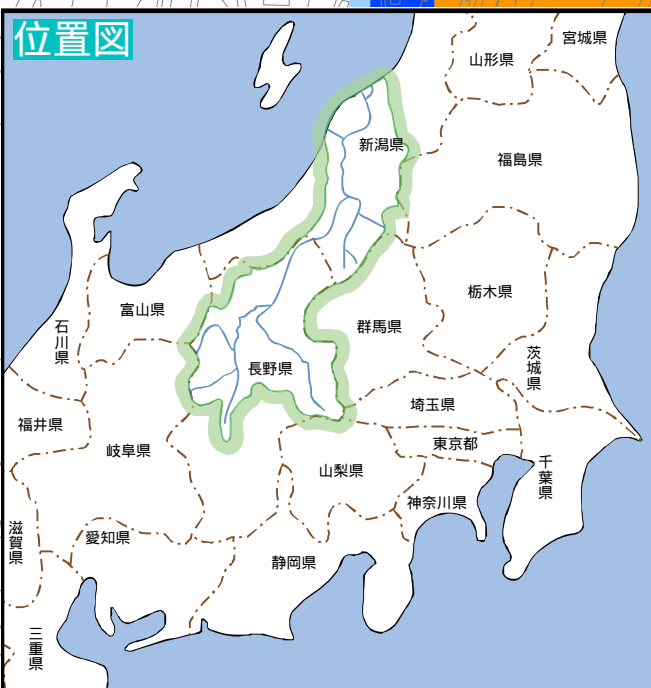 位置図
宮城県
山形県
新潟県
福島県
栃木県
富山県
群馬県
石川県
茨城県
長野県
埼玉県
福井県
東京都
岐阜県
山梨県
千葉県
神奈川県
滋賀県
愛知県
静岡県
三重県